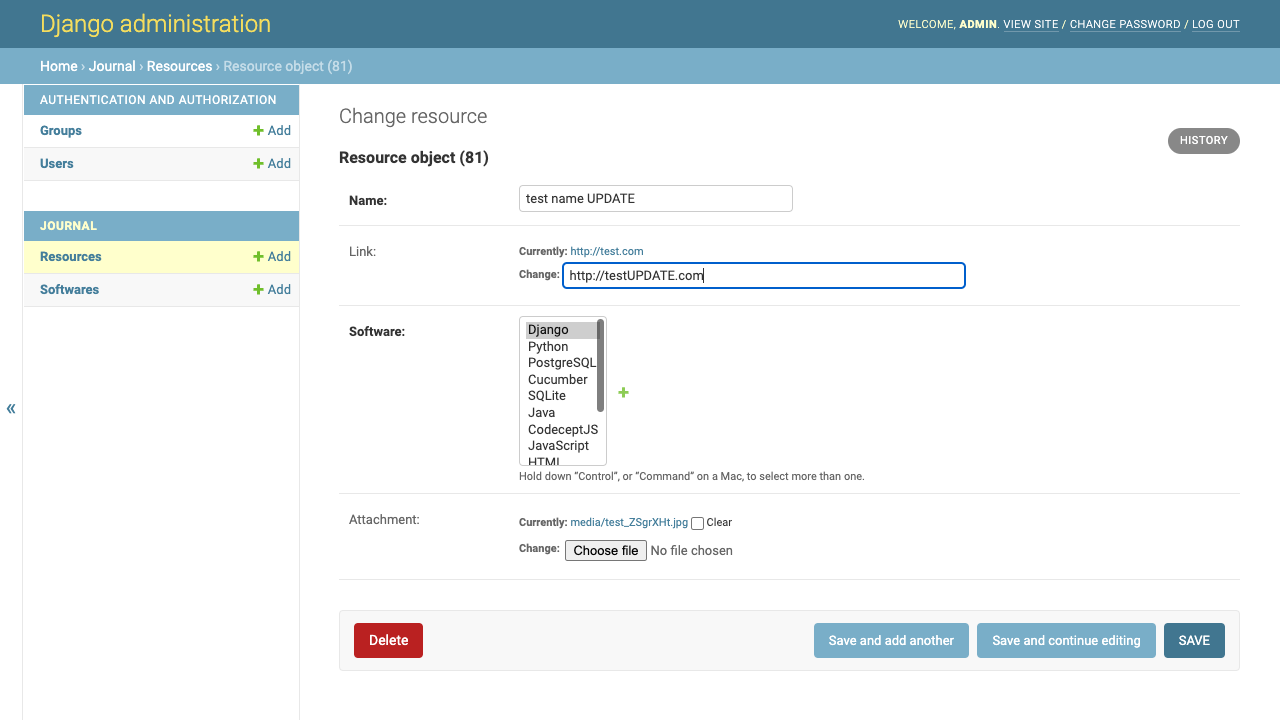 Django administration
WELCOME, ADMIN. VIEW SITE / CHANGE PASSWORD / LOG OUT
Home › Journal › Resources › Resource object (81)
AUTHENTICATION AND AUTHORIZATION
Groups
Add
Users
Add
JOURNAL
Resources
Add
Softwares
Add
«
Change resource
HISTORY
Resource object (81)
Name:
test name UPDATE
Link:
Currently: http://test.com
Change: http://testUPDATE.com
Software:
Django
Python
PostgreSQL
Cucumber
SQLite
Java
CodeceptJS
JavaScript
HTML
Hold down “Control”, or “Command” on a Mac, to select more than one.
Attachment:
Currently: media/test_ZSgrXHt.jpg Clear
Change: Choose file No file chosen
Delete
Save and add another
Save and continue editing
SAVE